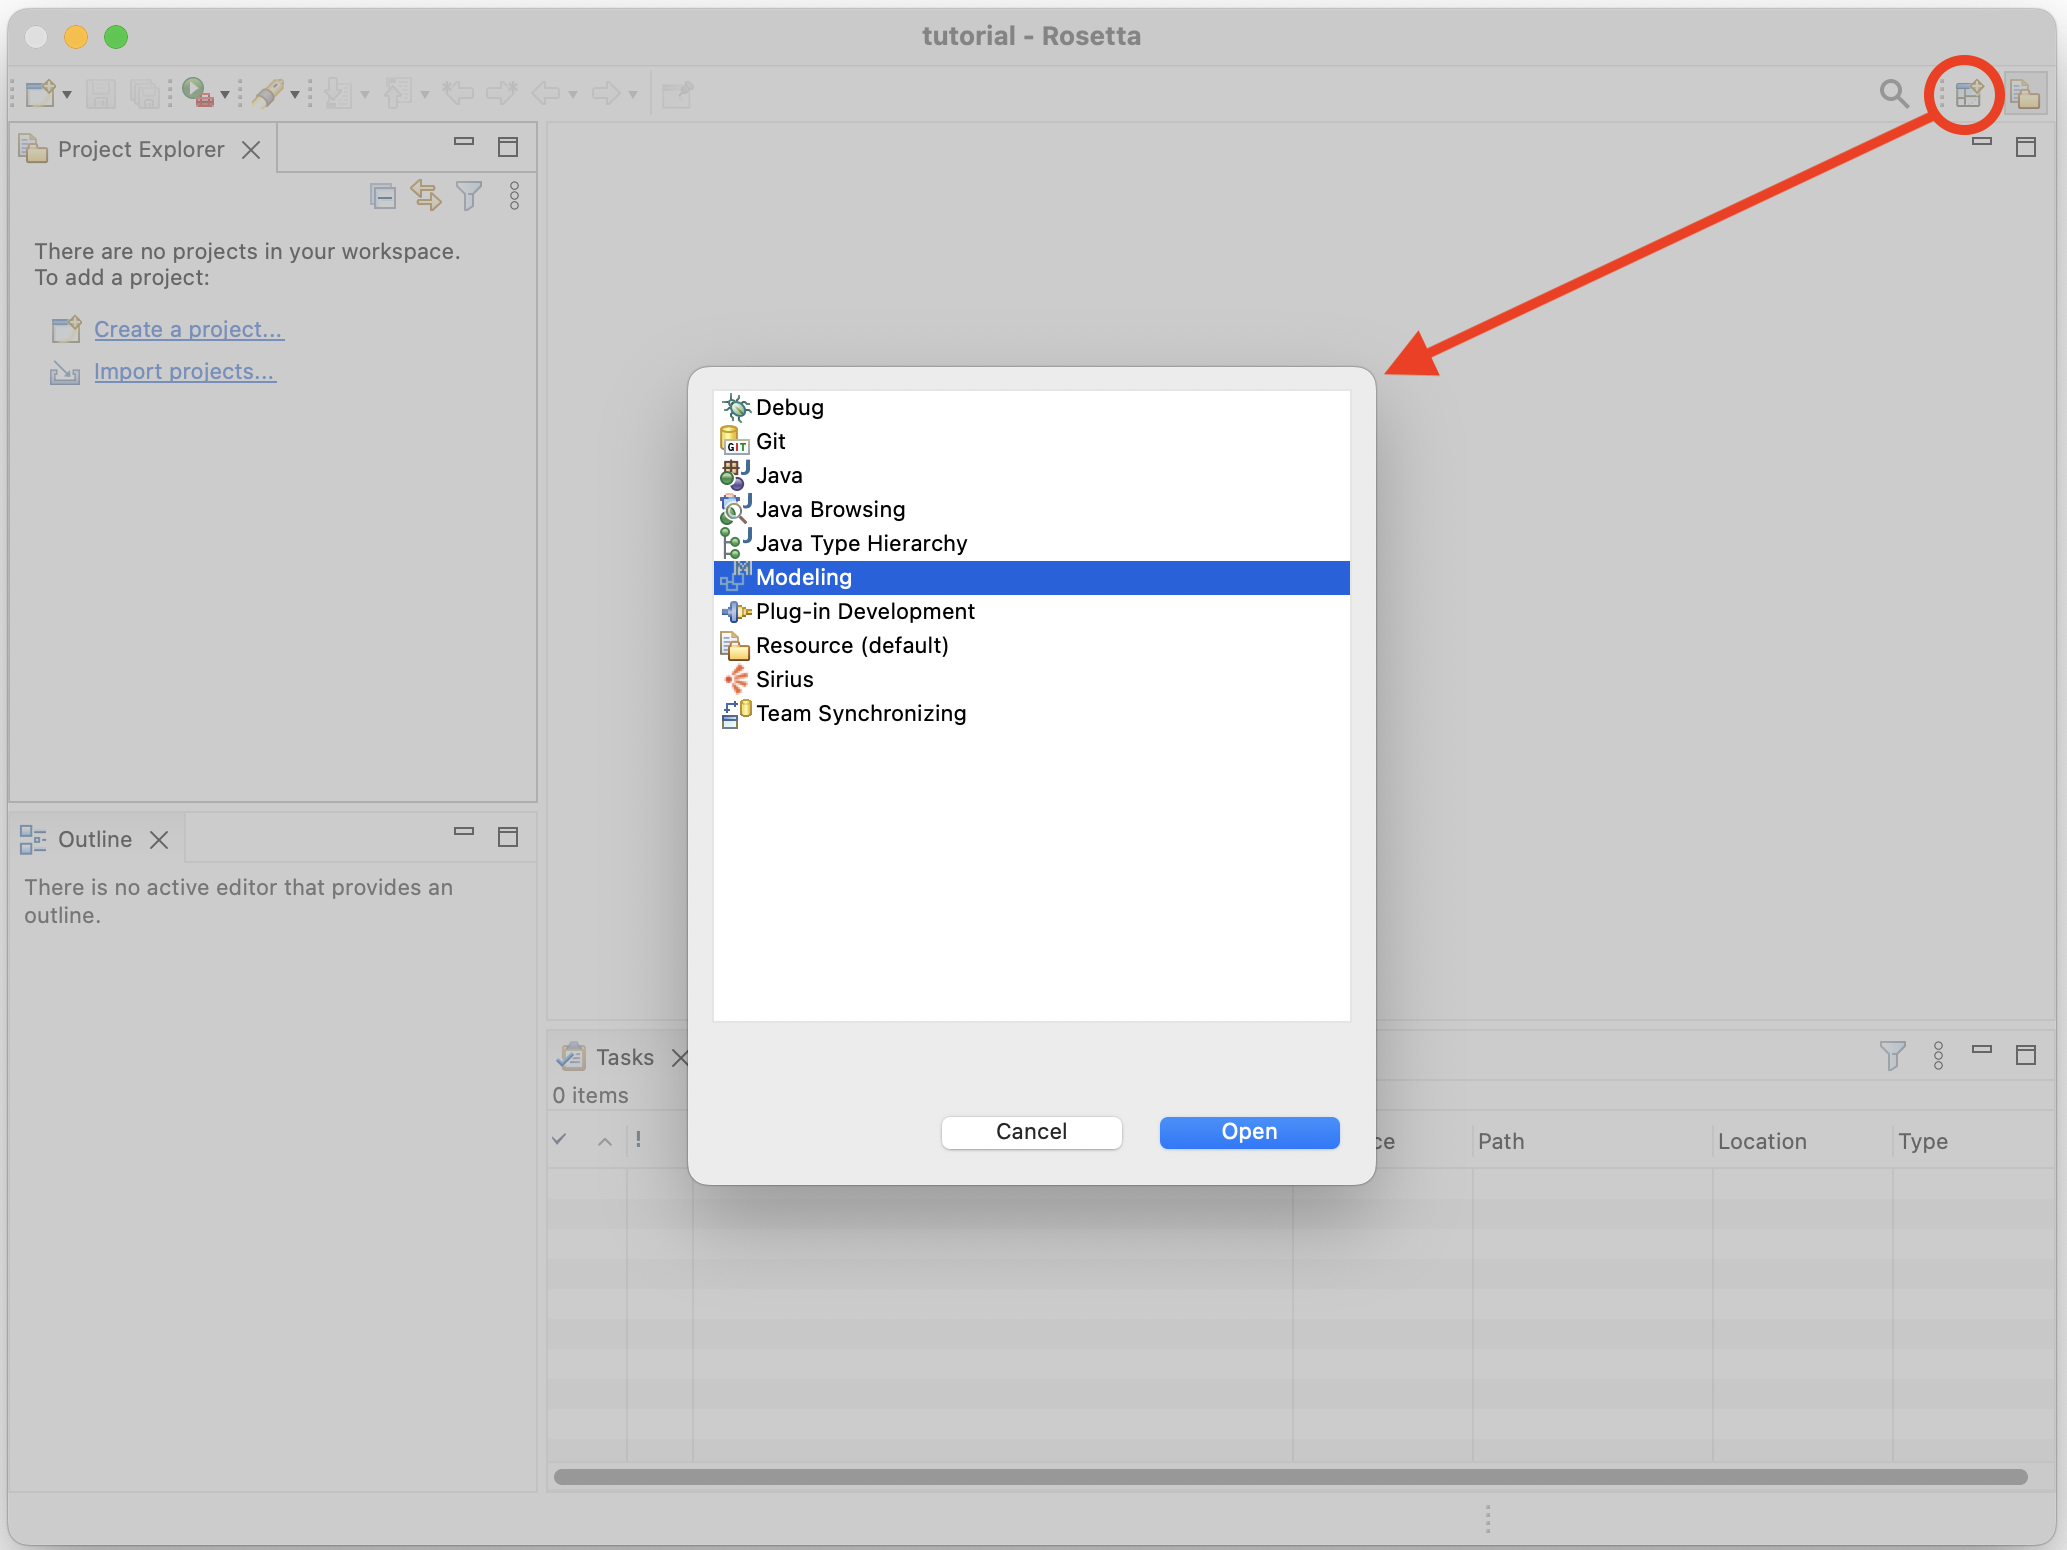 tutorial - Rosetta
Project Explorer
There are no projects in your workspace.
To add a project:
Create a project...
Import projects...
Debug
GIT
Git
J
Java
J
Java Browsing
J
Java Type Hierarchy
M
Modeling
Plug-in Development
Resource (default)
Sirius
Team Synchronizing
Cancel
Open
Outline
There is no active editor that provides an
outline.
Tasks
0 items
!
ce
Path
Location
Type